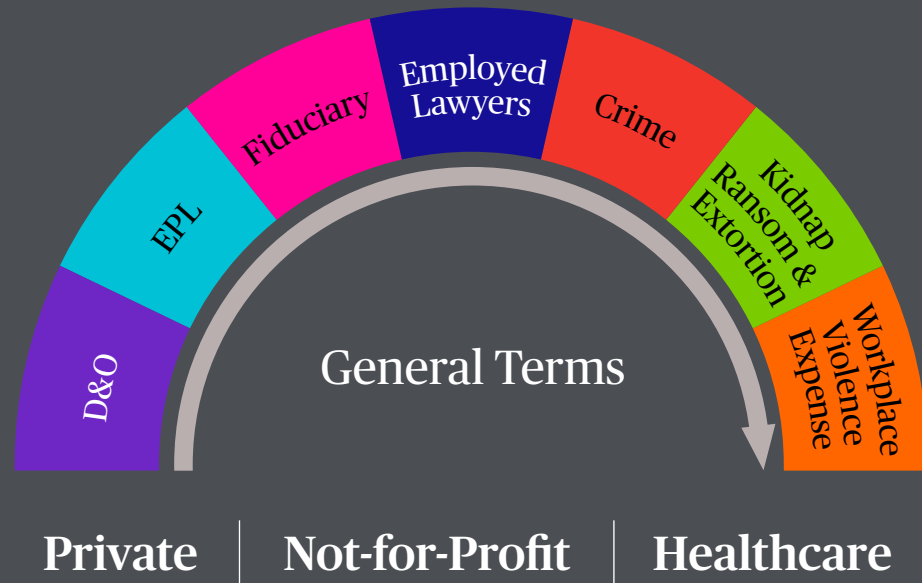 D&O
EPL
Fiduciary
Employed
Lawyers
Crime
Kidnap
Ransom &
Extortion
Workplace
Violence
Expense
General Terms
Private
Not-for-Profit
Healthcare